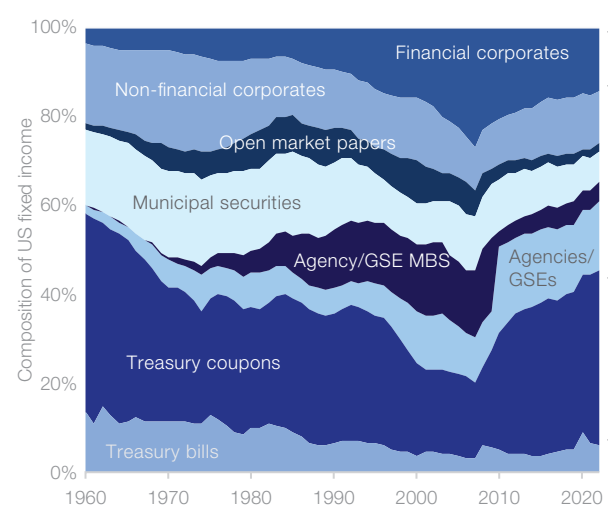 100%
80%
60%
40%
20%
0%
Composition of US fixed income
Financial corporates
Non-financial corporates
Open market papers
Municipal securities
Agency/GSE MBS
Agencies/
GSEs
Treasury coupons
Treasury bills
1960
1970
1980
1990
2000
2010
2020